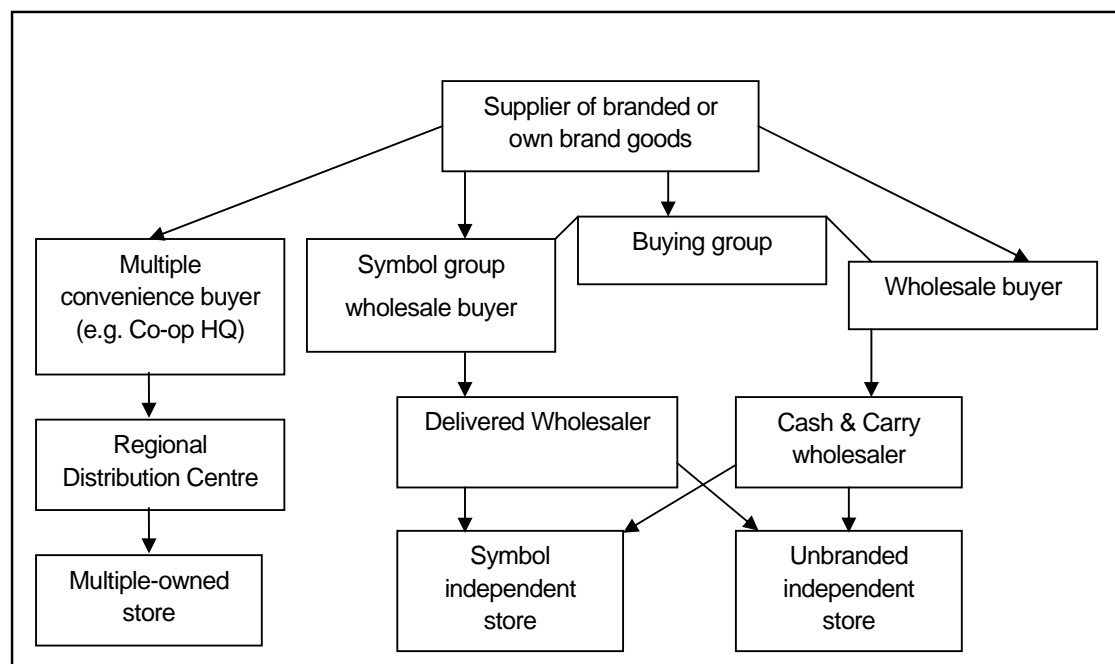 Supplier of branded or
own brand goods
Multiple
convenience buyer
(e.g. Co-op HQ)
Symbol group
wholesale buyer
Buying group
Wholesale buyer
Regional
Distribution Centre
Delivered Wholesaler
Cash & Carry
wholesaler
Multiple-owned
store
Symbol
independent
store
Unbranded
independent
store